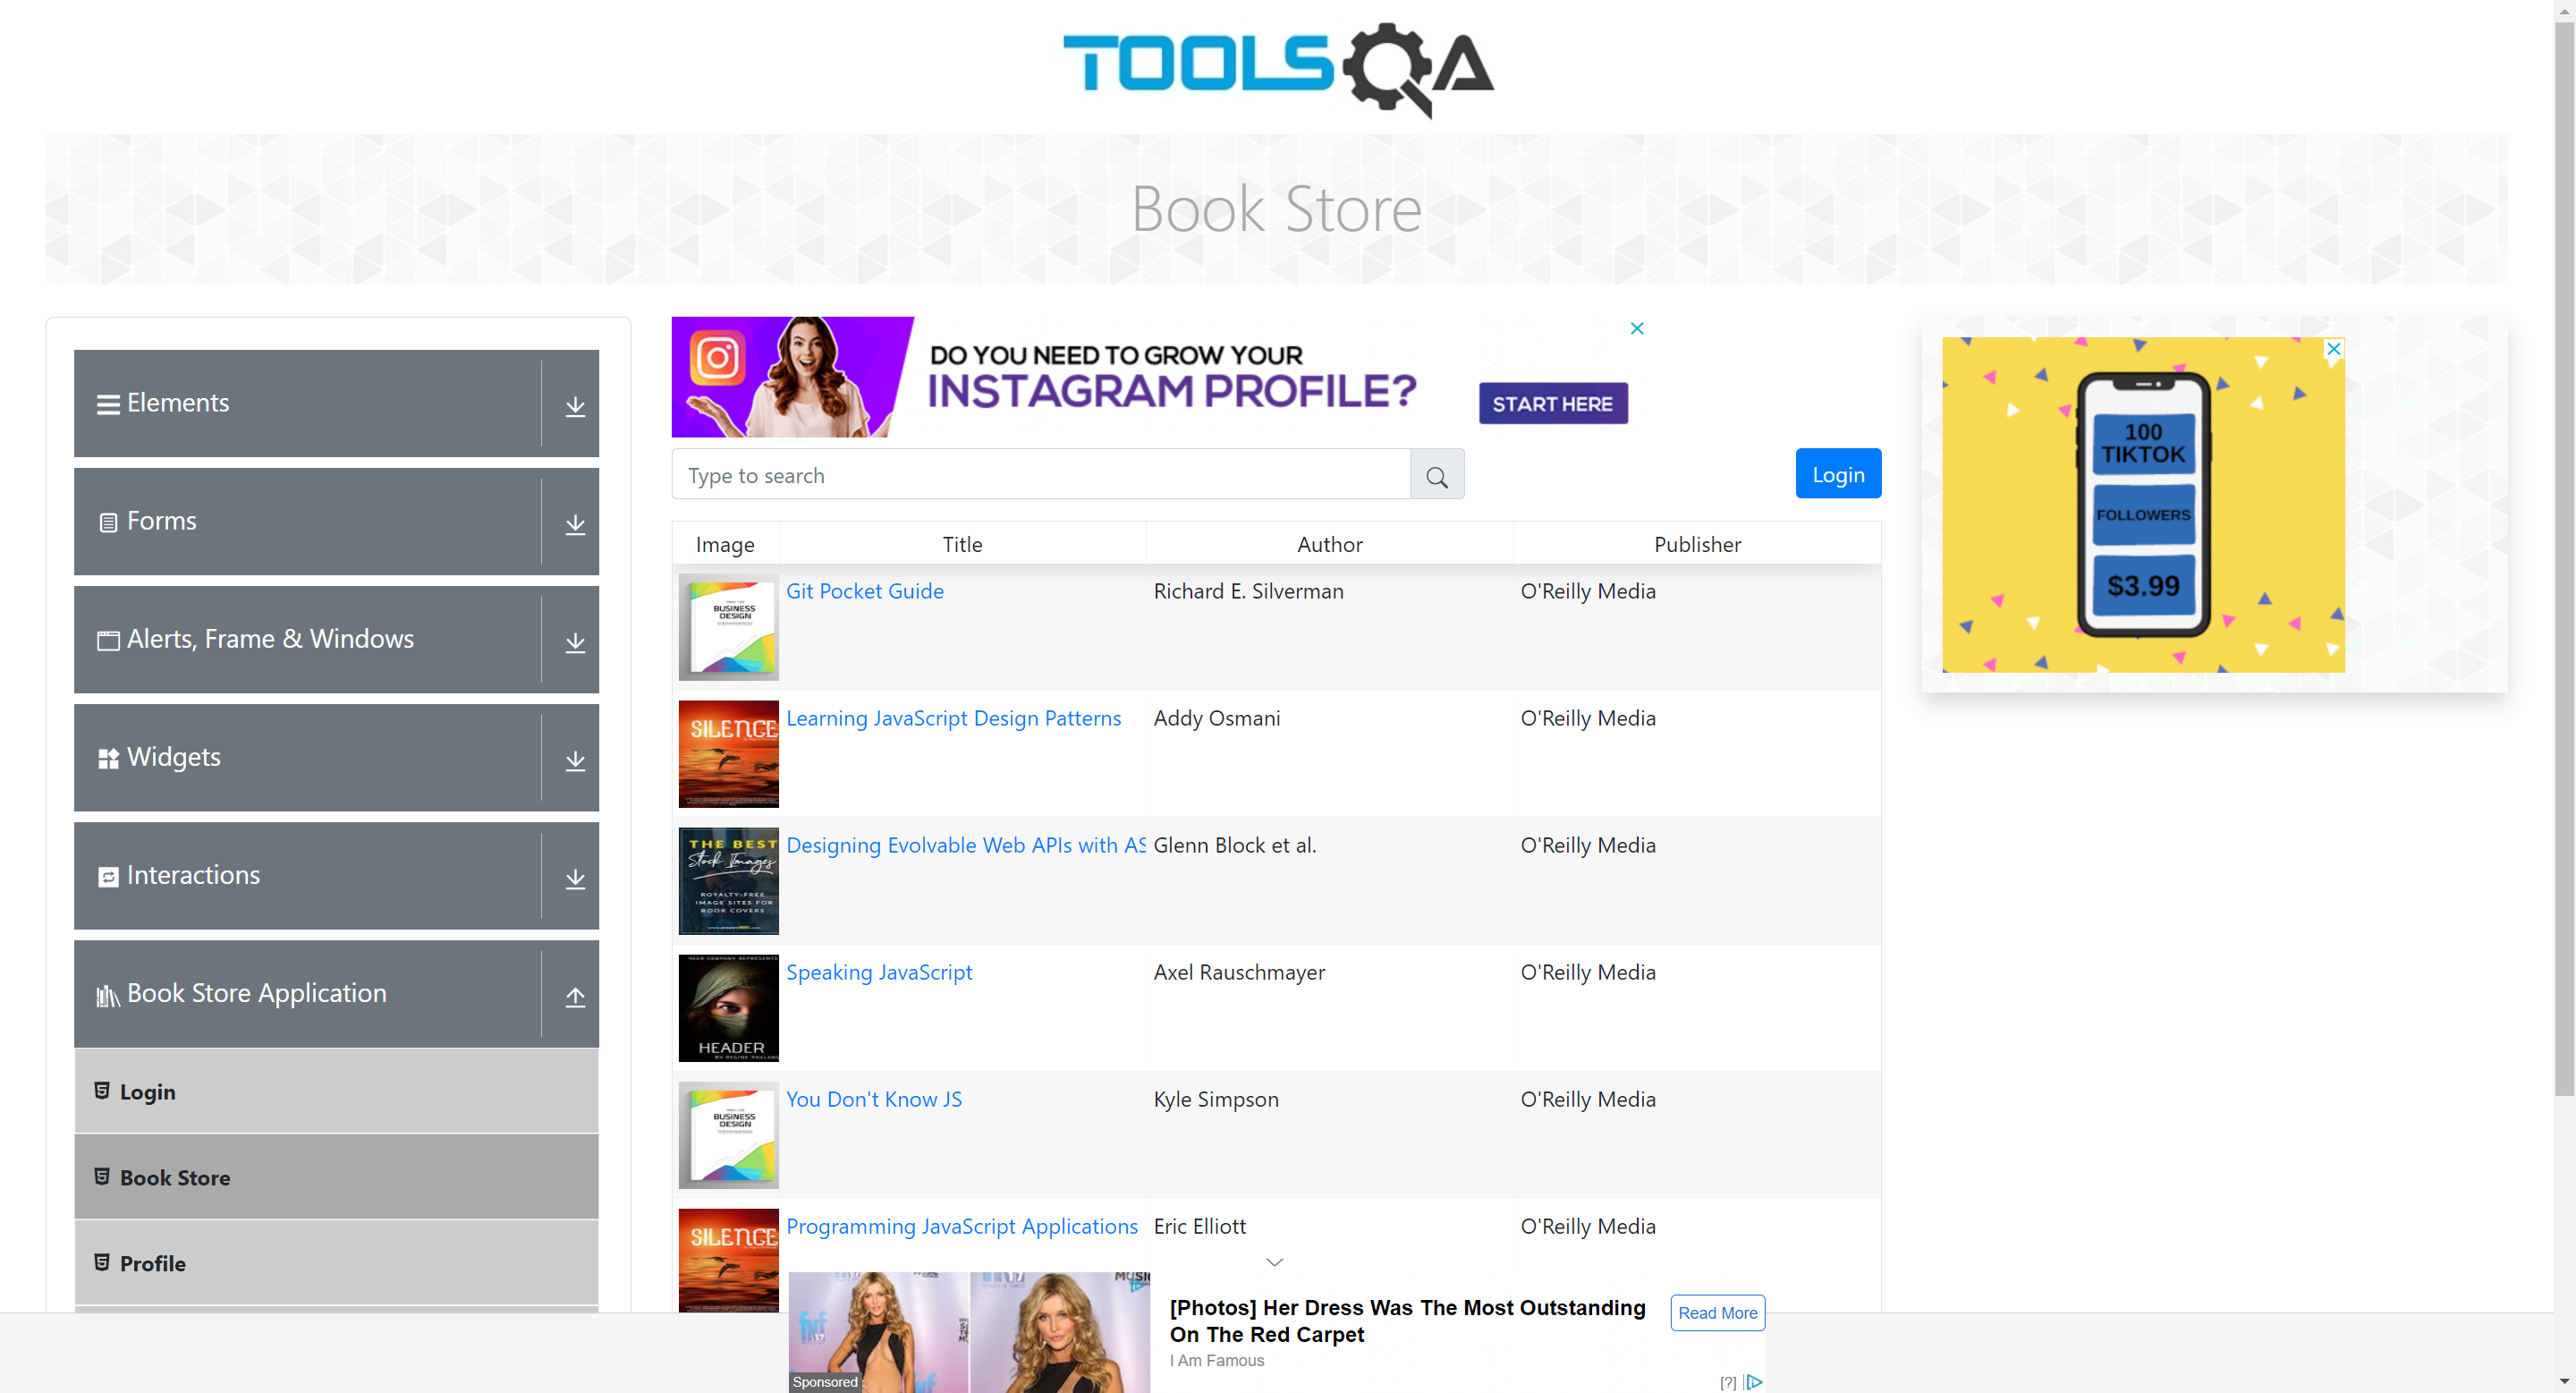 TOOLSQA
Book Store
Elements
Forms
Alerts, Frame & Windows
Widgets
Interactions
Book Store Application
Login
Book Store
Profile
DO YOU NEED TO GROW YOUR
INSTAGRAM PROFILE?
START HERE
Type to search
Login
Image Title Author Publisher
BUSINESS
DESIGN
Git Pocket Guide Richard E. Silverman O'Reilly Media
SILENCE
Learning JavaScript Design Patterns Addy Osmani O'Reilly Media
THE BEST
Stock Images
ROYALTY-FREE
IMAGE SITES FOR
BOOK COVERS
Designing Evolvable Web APIs with AS Glenn Block et al. O'Reilly Media
HEADER
Speaking JavaScript Axel Rauschmayer O'Reilly Media
BUSINESS
DESIGN
You Don't Know JS Kyle Simpson O'Reilly Media
SILENCE
Programming JavaScript Applications Eric Elliott O'Reilly Media
100
TIKTOK
FOLLOWERS
$3.99
[Photos] Her Dress Was The Most Outstanding
On The Red Carpet
I Am Famous
Read More
Sponsored
[?]